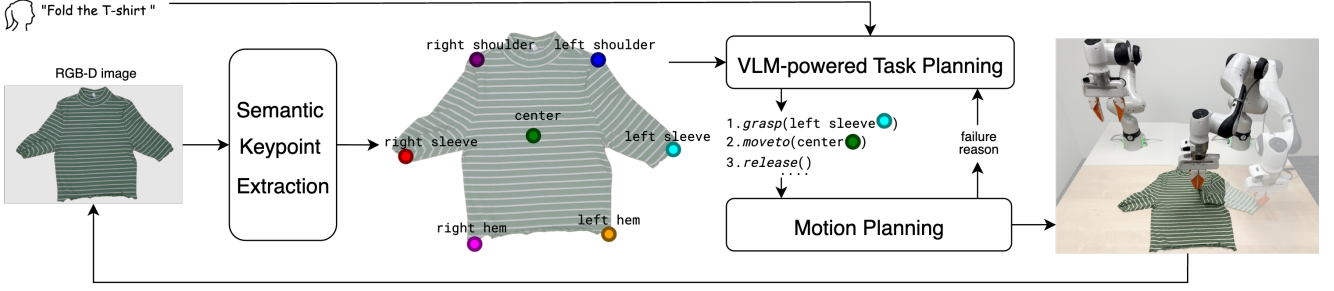 "Fold the T-shirt "
RGB-D image
Semantic
Keypoint
Extraction
right shoulder
left shoulder
center
right sleeve
left sleeve
right hem
left hem
VLM-powered Task Planning
1.grasp(left sleeve)
2.moveto(center)
3.release()
....
failure
reason
Motion Planning